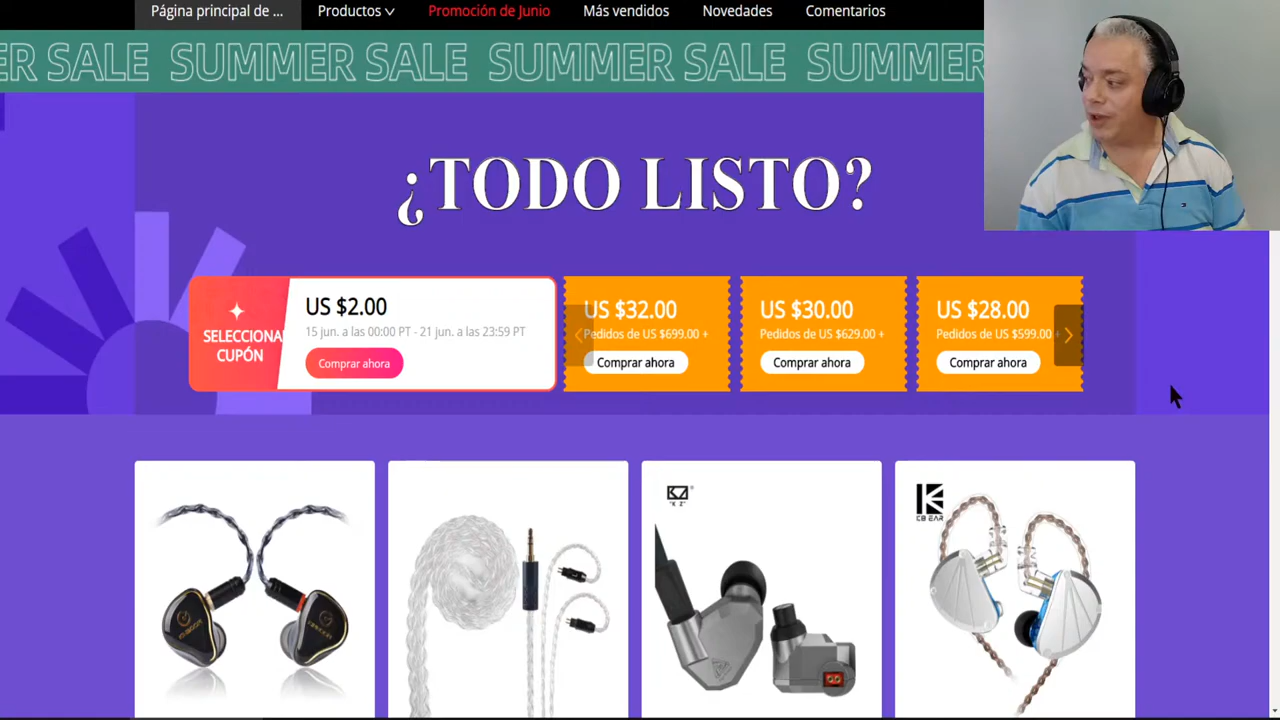 Página principal de ...
Productos
Promoción de Junio
Más vendidos
Novedades
Comentarios
ER SALE SUMMER SALE SUMMER SALE SUMMER
¿TODO LISTO?
SELECCIONA
CUPÓN
US $2.00
15 jun. a las 00:00 PT - 21 jun. a las 23:59 PT
Comprar ahora
US $32.00
Pedidos de US $699.00 +
Comprar ahora
US $30.00
Pedidos de US $629.00 +
Comprar ahora
US $28.00
Pedidos de US $599.00 +
Comprar ahora
KZ
"K Z"
CB EAR